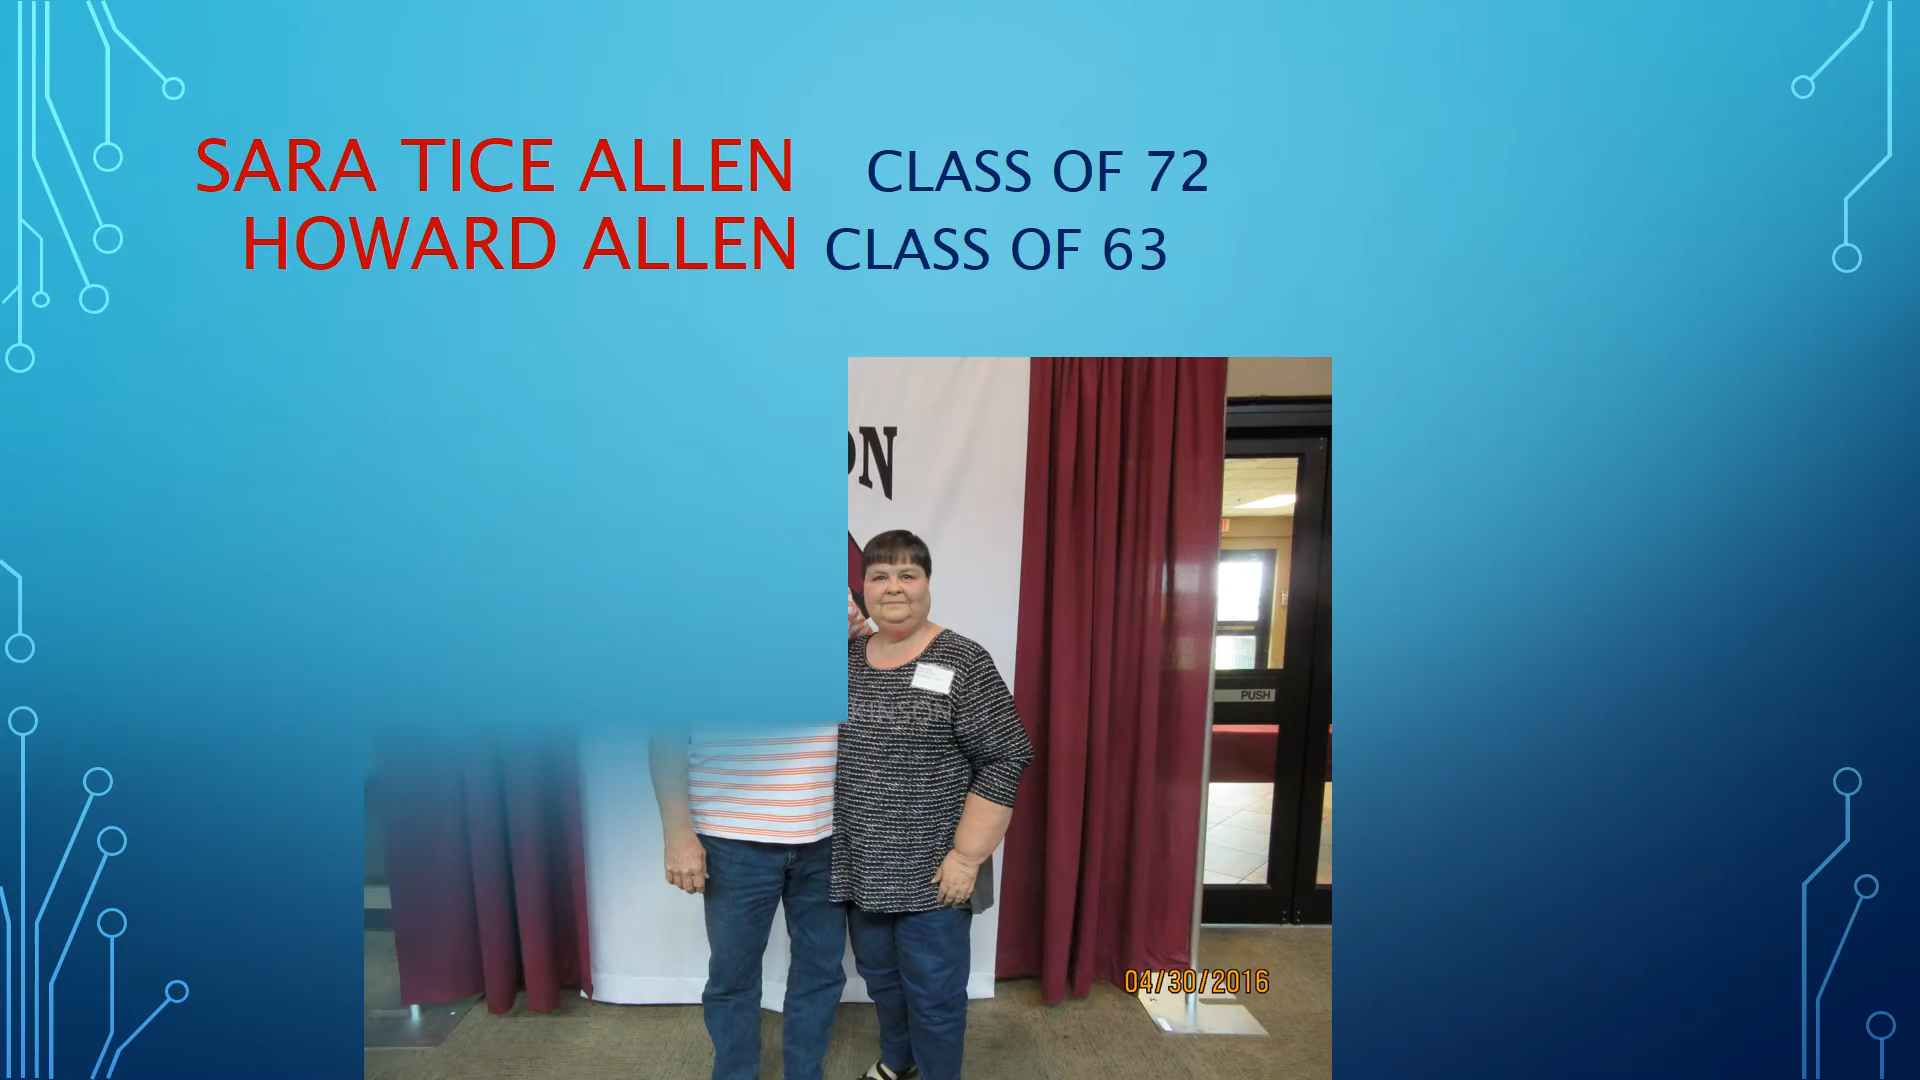 SARA TICE ALLEN CLASS OF 72
HOWARD ALLEN CLASS OF 63
ON
PUSH
04/30/2016